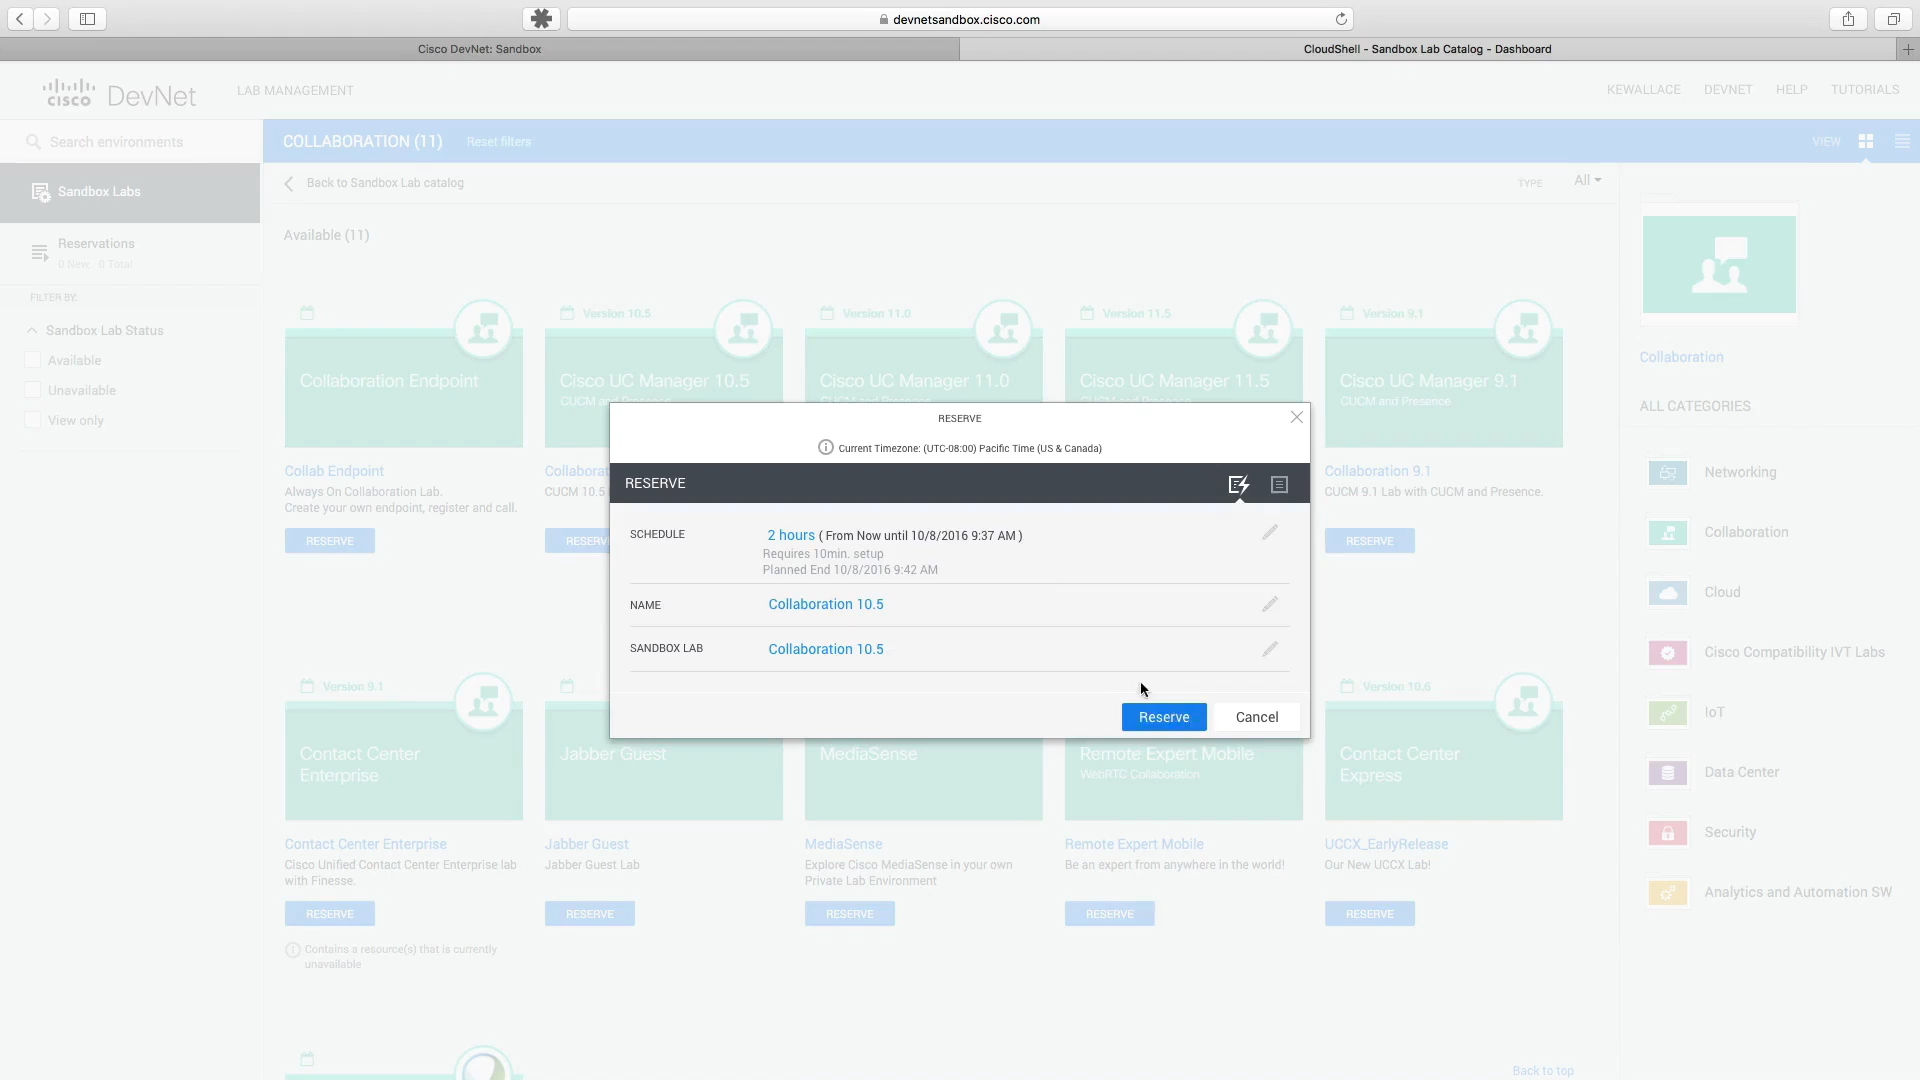 devnetsandbox.cisco.com
Cisco DevNet: Sandbox
CloudShell - Sandbox Lab Catalog - Dashboard
cisco DevNet
LAB MANAGEMENT
KEWALLACE
DEVNET
HELP
TUTORIALS
Search environments
COLLABORATION (11)
Reset filters
VIEW
Sandbox Labs
Back to Sandbox Lab catalog
TYPE
All
Reservations
0 Total
Available (11)
FILTER BY:
Sandbox Lab Status
Available
Unavailable
View only
Collaboration Endpoint
Collab Endpoint
Always On Collaboration Lab.
Create your own endpoint, register and call.
RESERVE
Version 10.5
Cisco UC Manager 10.5
CUCM and Presence
CUCM 10.5
Version 11.0
Cisco UC Manager 11.0
CUCM and Presence
Version 11.5
Cisco UC Manager 11.5
CUCM and Presence
Version 9.1
Cisco UC Manager 9.1
CUCM and Presence
Collaboration 9.1
CUCM 9.1 Lab with CUCM and Presence.
RESERVE
RESERVE
Current Timezone: (UTC-08:00) Pacific Time (US & Canada)
RESERVE
SCHEDULE
2 hours ( From Now until 10/8/2016 9:37 AM )
Requires 10min. setup
Planned End 10/8/2016 9:42 AM
NAME
Collaboration 10.5
SANDBOX LAB
Collaboration 10.5
Reserve
Cancel
Version 9.1
Contact Center
Enterprise
Contact Center Enterprise
Cisco Unified Contact Center Enterprise lab
with Finesse.
RESERVE
Contains a resource(s) that is currently
unavailable
Jabber Guest
Jabber Guest
Jabber Guest Lab
RESERVE
MediaSense
MediaSense
Explore Cisco MediaSense in your own
Private Lab Environment
RESERVE
Remote Expert Mobile
WebRTC Collaboration
Remote Expert Mobile
Be an expert from anywhere in the world!
RESERVE
Version 10.6
Contact Center
Express
UCCX_EarlyRelease
Our New UCCX Lab!
RESERVE
Collaboration
ALL CATEGORIES
Networking
Collaboration
Cloud
Cisco Compatibility IVT Labs
IoT
Data Center
Security
Analytics and Automation SW
Back to top